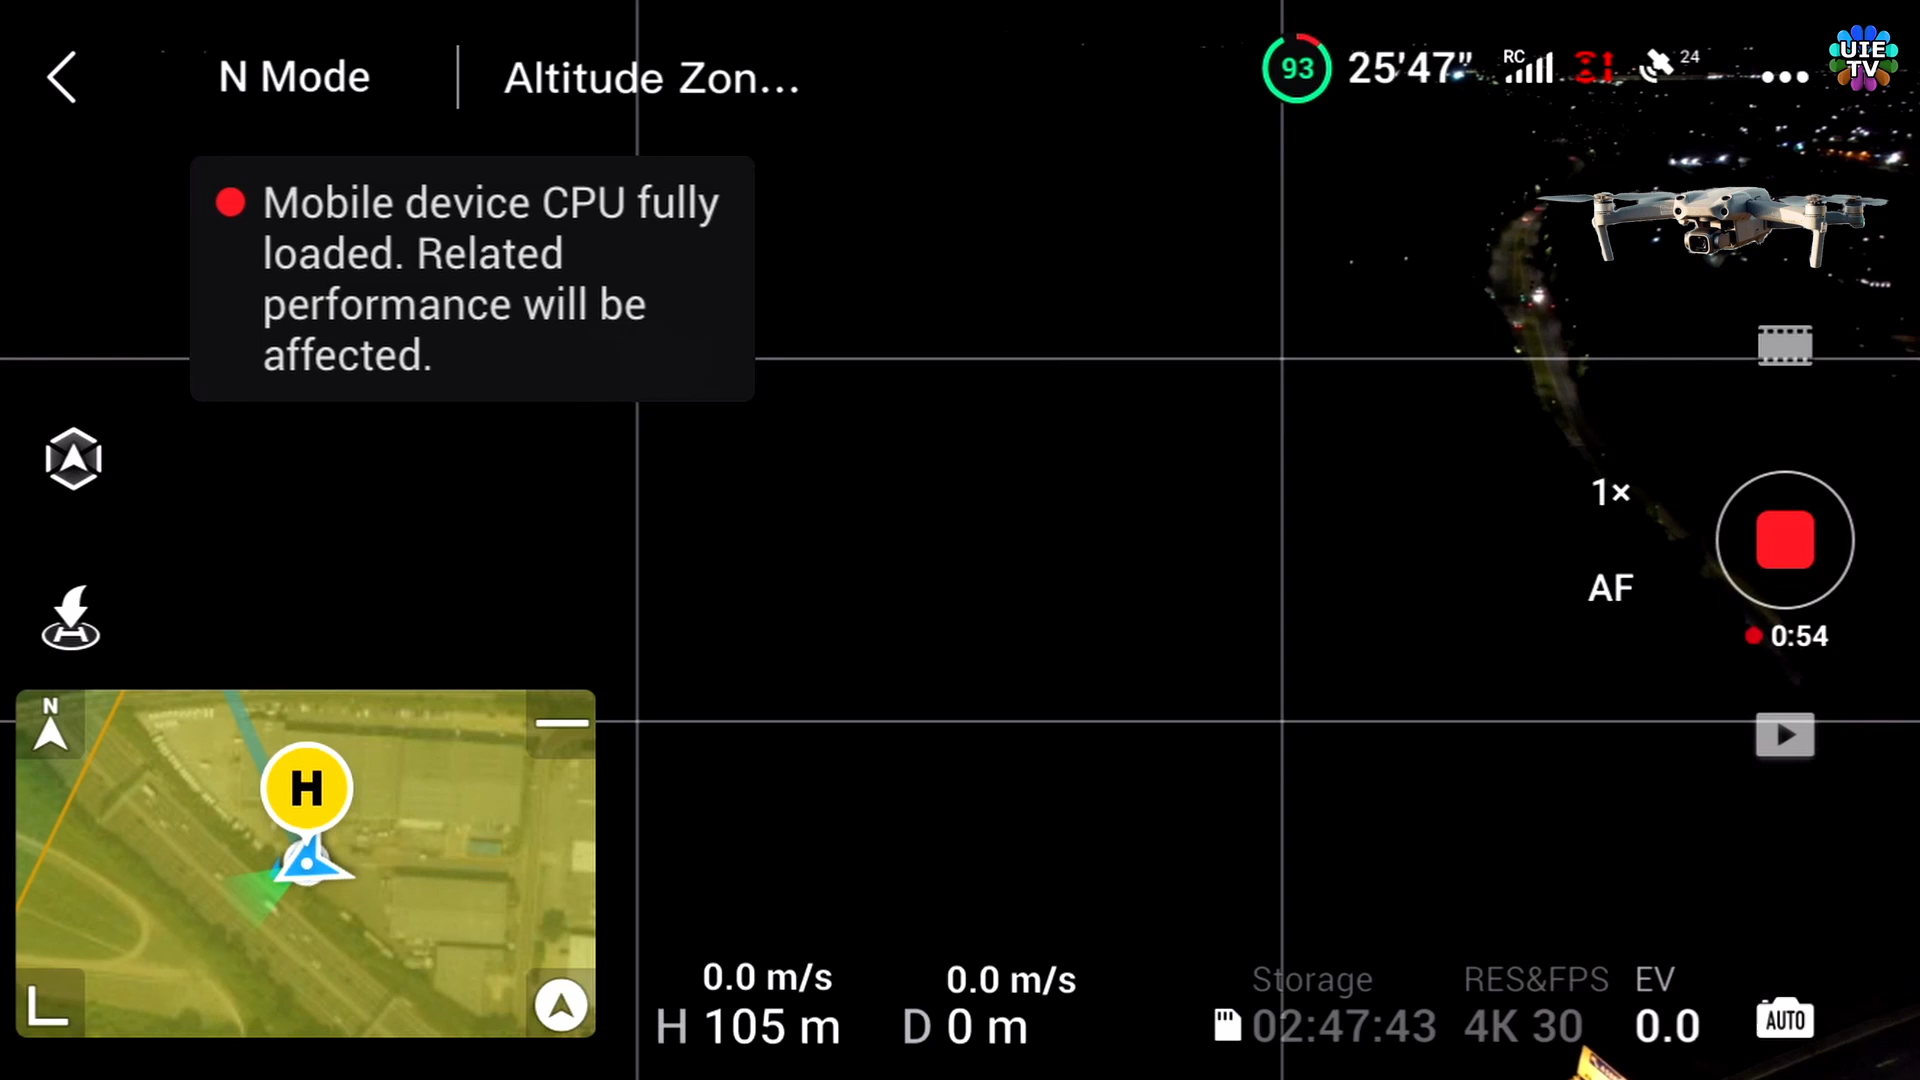 N Mode
Altitude Zon...
93
25'47"
RC
24
UIE
TV
Mobile device CPU fully
loaded. Related
performance will be
affected.
1×
AF
0:54
N
H
0.0 m/s
0.0 m/s
H 105 m
D 0 m
Storage
RES&FPS
EV
02:47:43
4K 30
0.0
AUTO